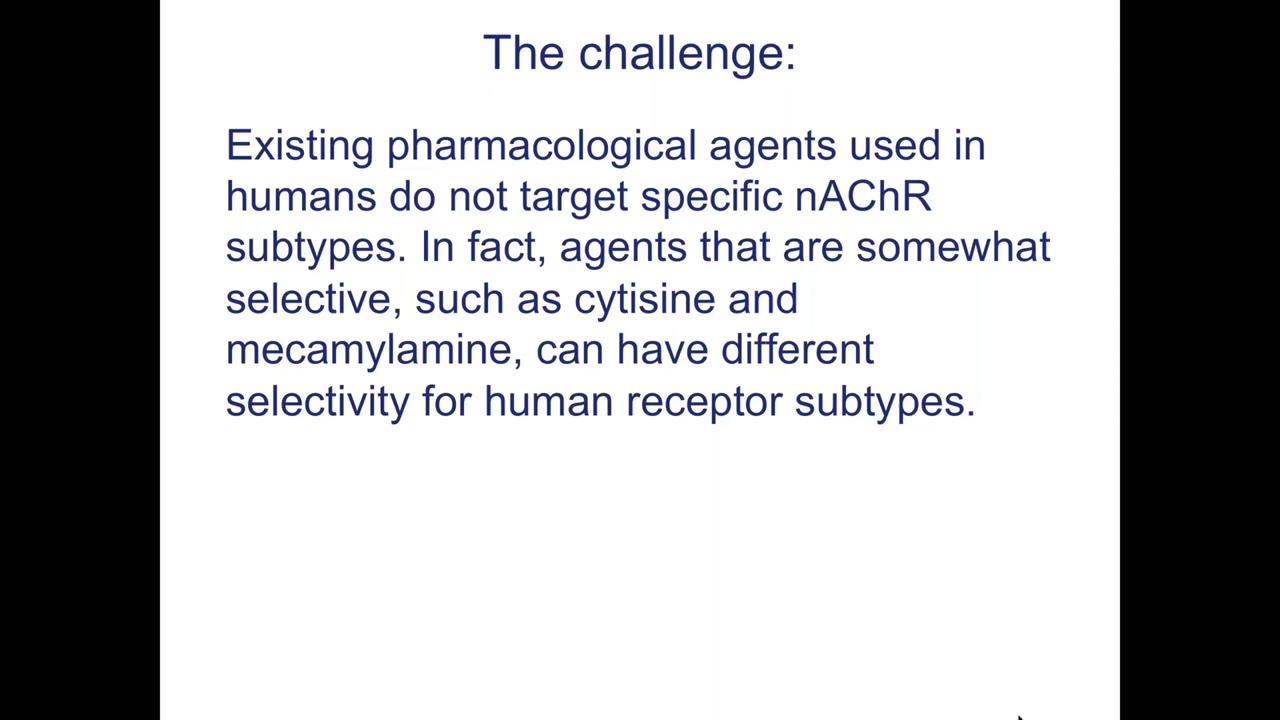 The challenge:
Existing pharmacological agents used in
humans do not target specific nAChR
subtypes. In fact, agents that are somewhat
selective, such as cytisine and
mecamylamine, can have different
selectivity for human receptor subtypes.